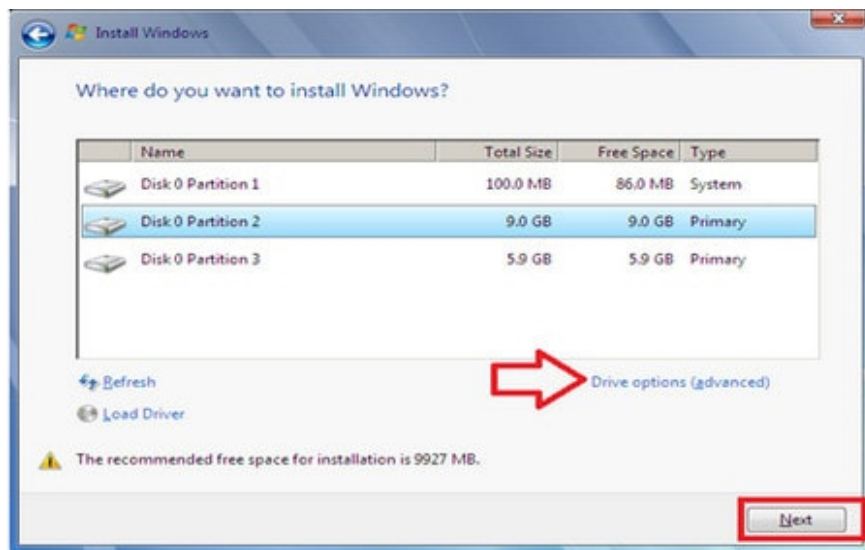 Install Windows
Where do you want to install Windows?
Name Total Size Free Space Type
Disk 0 Partition 1 100.0 MB 86.0 MB System
Disk 0 Partition 2 9.0 GB 9.0 GB Primary
Disk 0 Partition 3 5.9 GB 5.9 GB Primary
Refresh Drive options (advanced)
Load Driver
The recommended free space for installation is 9927 MB.
Next